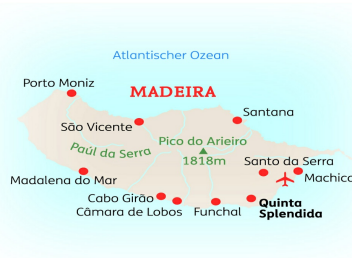 Atlantischer Ozean
Porto Moniz
MADEIRA
Santana
São Vicente
Pico do Arieiro
1818m
Paúl da Serra
Santo da Serra
Machico
Madalena do Mar
Cabo Girão
Câmara de Lobos
Funchal
Quinta
Splendida